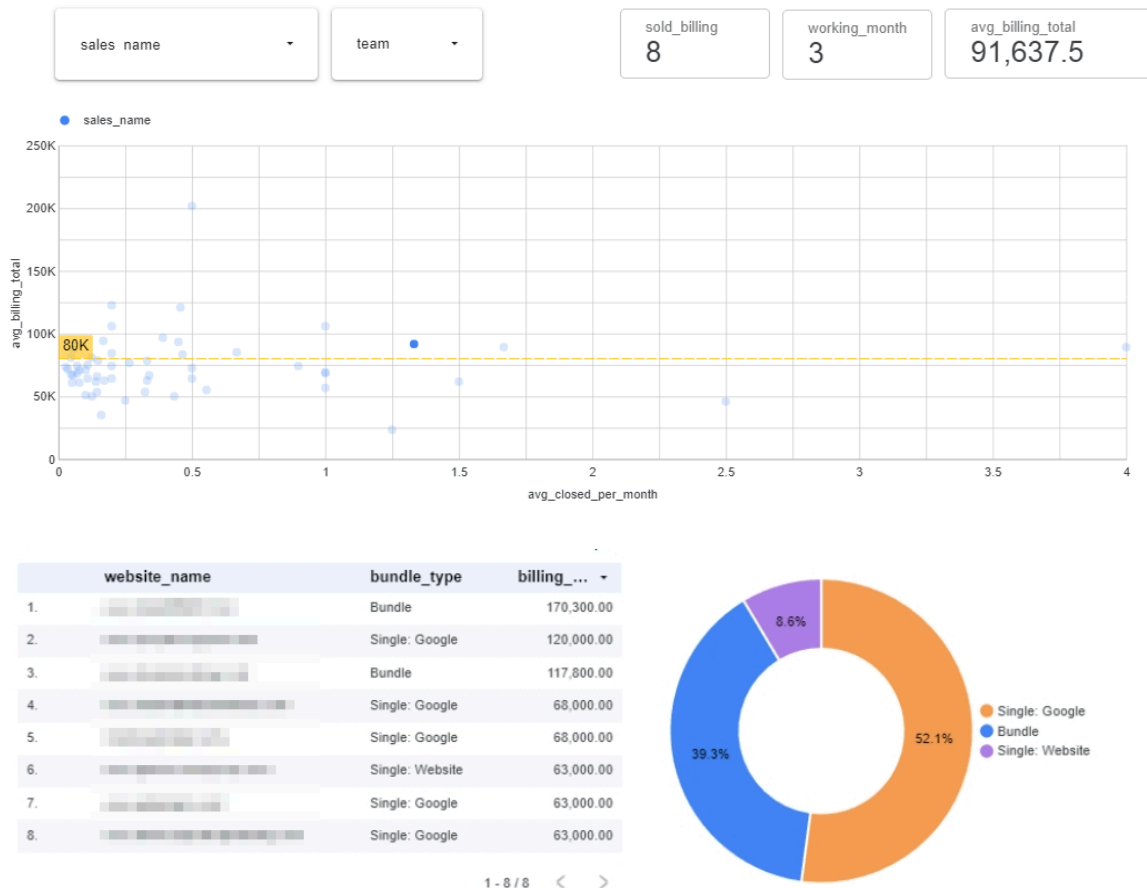 sales_name
team
sold_billing
8
working_month
3
avg_billing_total
91,637.5
sales_name
250K
200K
150K
100K
50K
0
avg_billing_total
80K
0 0.5 1 1.5 2 2.5 3 3.5 4
avg_closed_per_month
website_name bundle_type billing_...
1. Bundle 170,300.00
2. Single: Google 120,000.00
3. Bundle 117,800.00
4. Single: Google 68,000.00
5. Single: Google 68,000.00
6. Single: Website 63,000.00
7. Single: Google 63,000.00
8. Single: Google 63,000.00
1 - 8 / 8
8.6%
39.3%
52.1%
Single: Google
Bundle
Single: Website